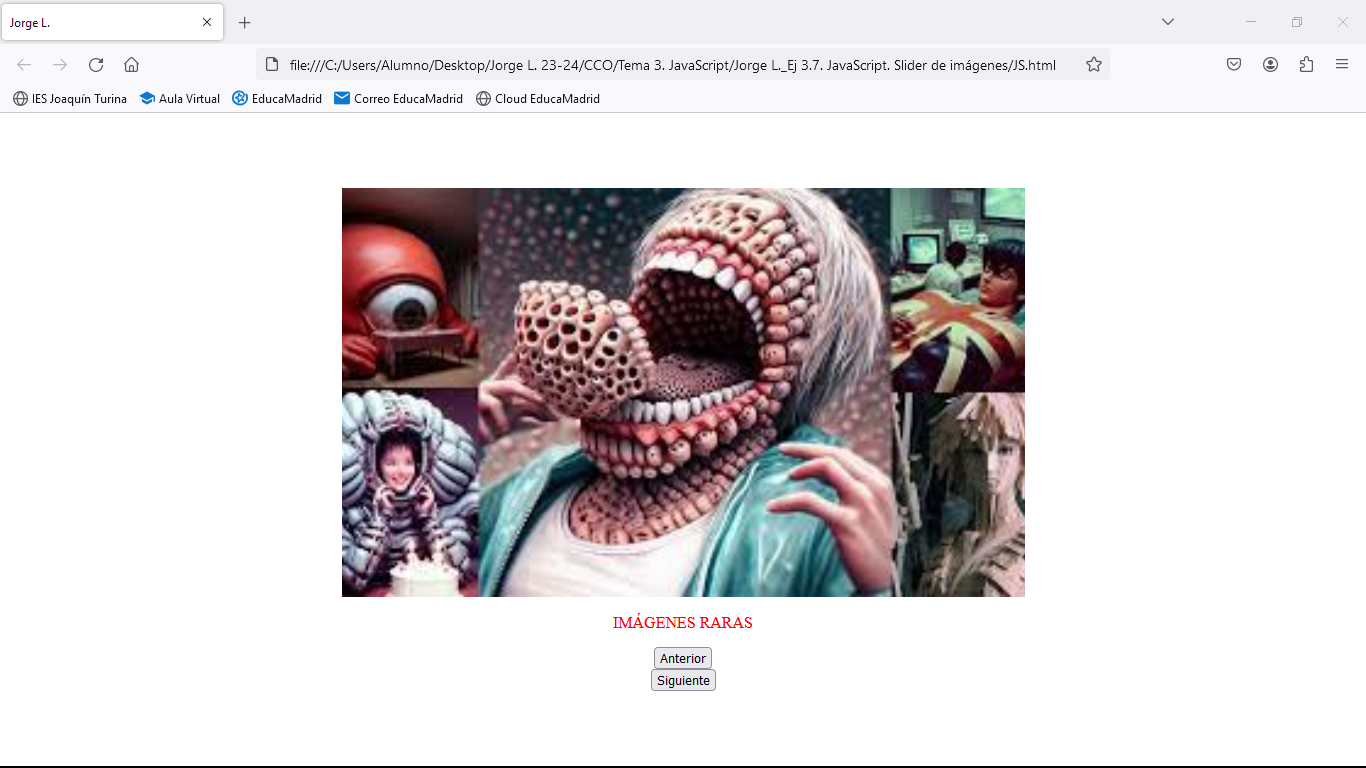 Jorge L.
file:///C:/Users/Alumno/Desktop/Jorge L. 23-24/CCO/Tema 3. JavaScript/Jorge L._Ej 3.7. JavaScript. Slider de imágenes/JS.html
IES Joaquín Turina Aula Virtual EducaMadrid Correo EducaMadrid Cloud EducaMadrid
IMÁGENES RARAS
Anterior
Siguiente